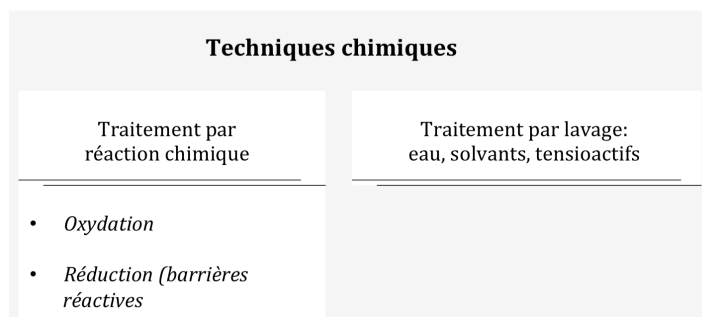 Techniques chimiques
Traitement par
réaction chimique
Traitement par lavage:
eau, solvants, tensioactifs
• Oxydation
• Réduction (barrières
réactives